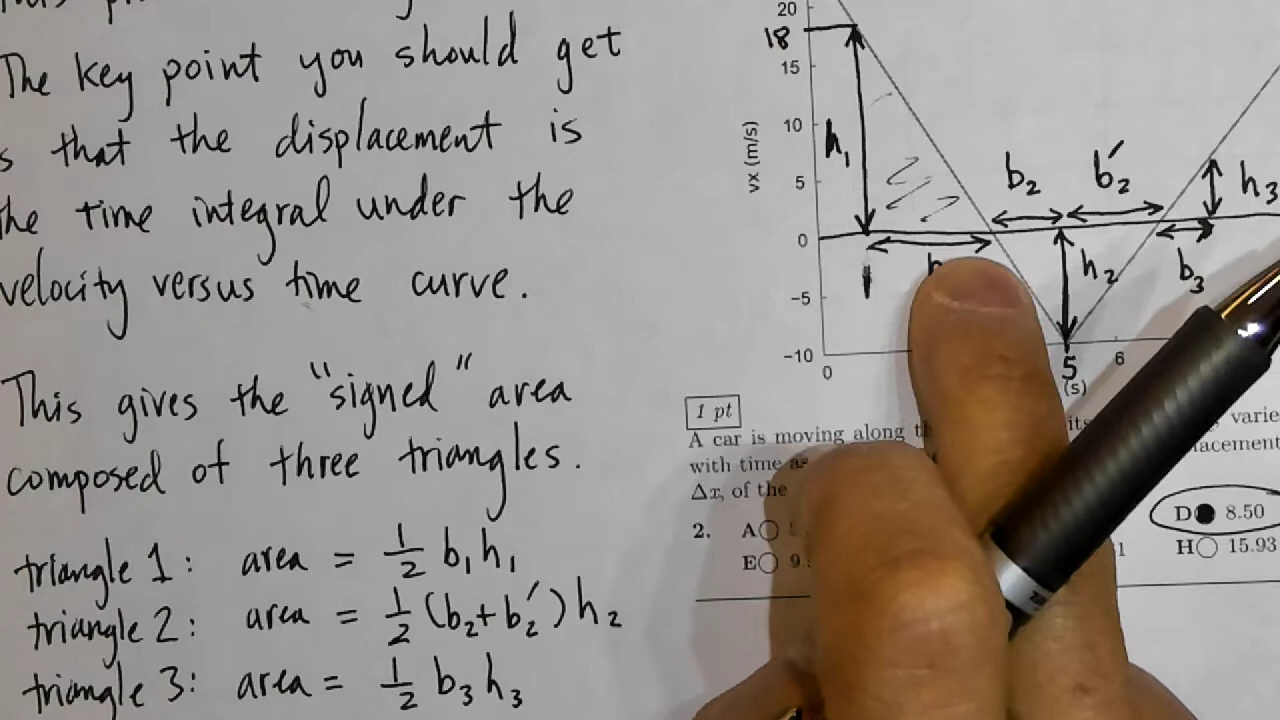 The key point you should get
s that the displacement is
the time integral under the
velocity versus time curve.
This gives the "signed" area
composed of three triangles.
triangle 1: area = 1/2 b₁h₁
triangle 2: area = 1/2 (b₂+b₂′)h₂
triangle 3: area = 1/2 b₃h₃
20
18
15
10
5
0
−5
−10
vx (m/s)
h₁
b₂
b₂′
h₃
h₂
b₃
0
5
6
(s)
1 pt
A car is moving along
with time as
Δx, of the
2. A
D 8.50
E 9
H 15.93